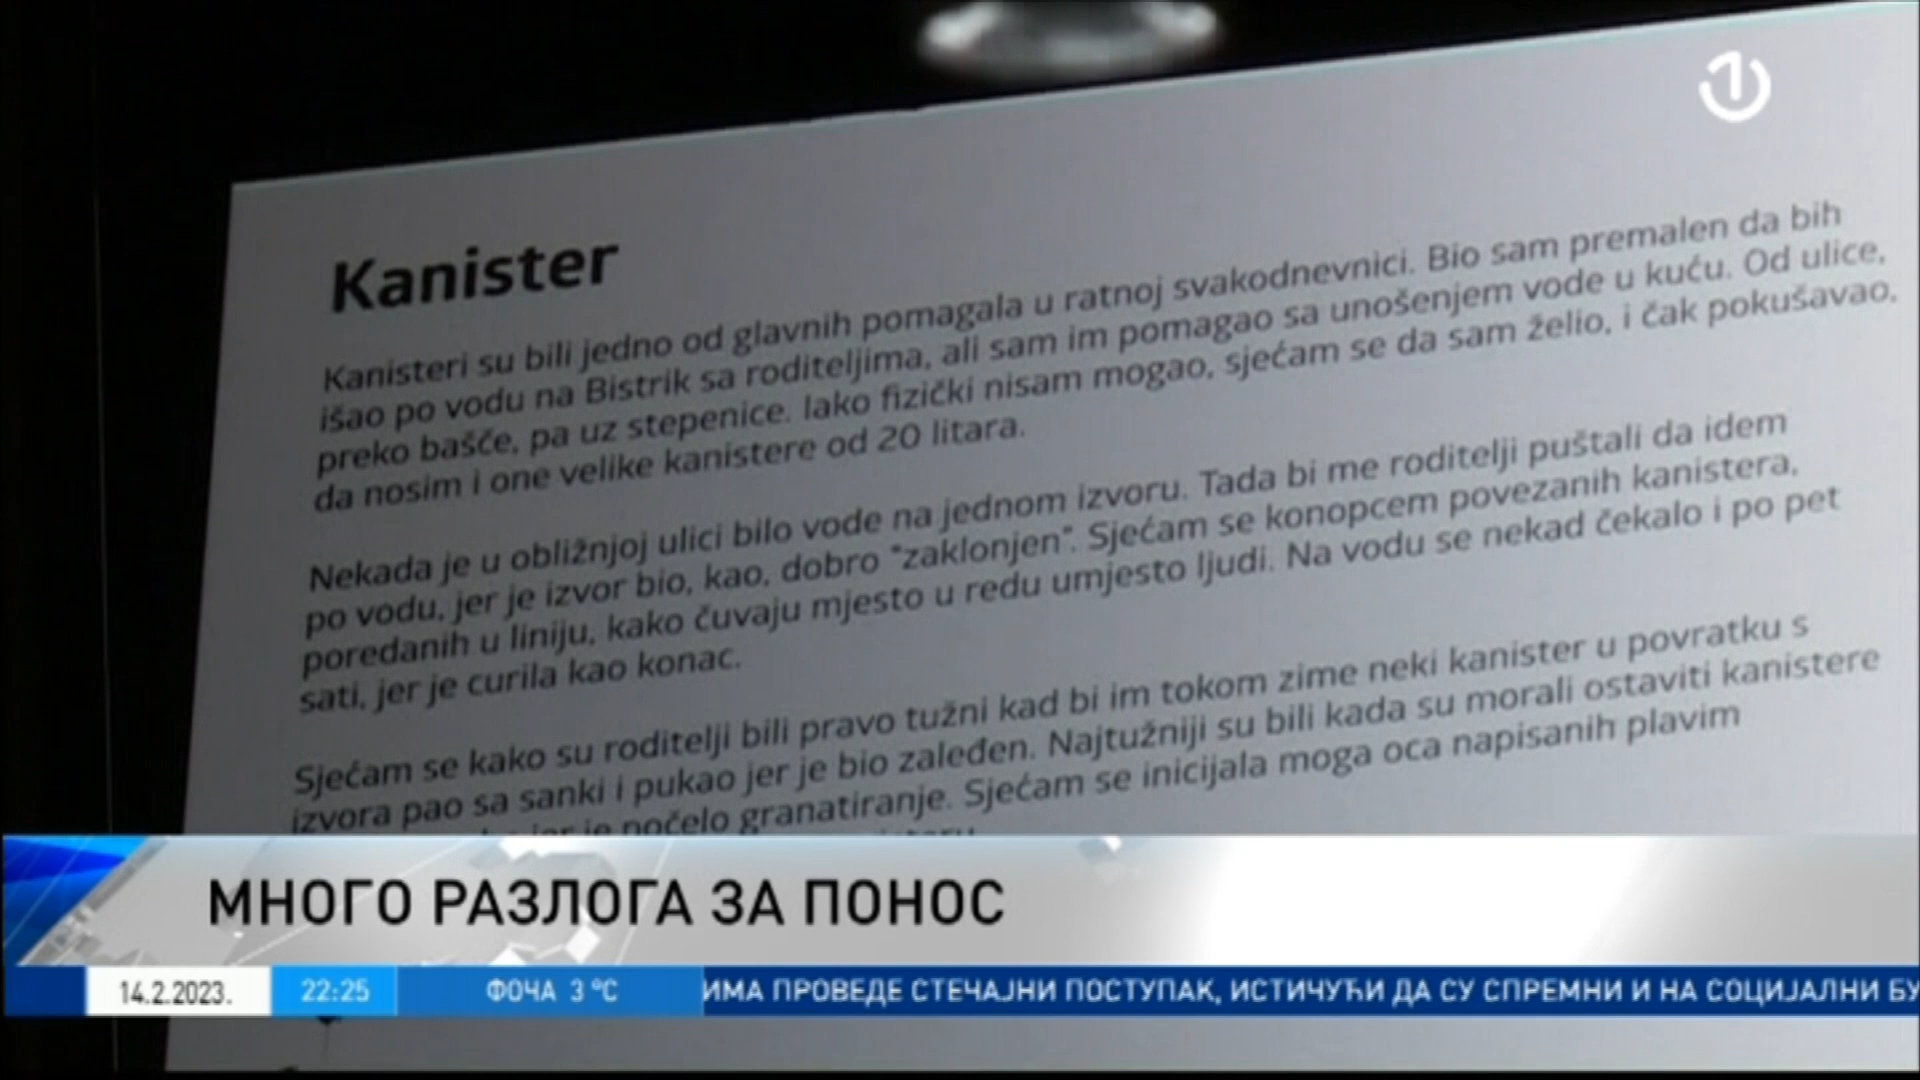 Kanister
Kanisteri su bili jedno od glavnih pomagala u ratnoj svakodnevnici. Bio sam premalen da bih
išao po vodu na Bistrik sa roditeljima, ali sam im pomagao sa unošenjem vode u kuću. Od ulice,
preko bašče, pa uz stepenice. Iako fizički nisam mogao, sjećam se da sam želio, i čak pokušavao,
da nosim i one velike kanistere od 20 litara.
Nekada je u obližnjoj ulici bilo vode na jednom izvoru. Tada bi me roditelji puštali da idem
po vodu, jer je izvor bio, kao, dobro "zaklonjen". Sjećam se konopcem povezanih kanistera,
poredanih u liniju, kako čuvaju mjesto u redu umjesto ljudi. Na vodu se nekad čekalo i po pet
sati, jer je curila kao konac.
Sjećam se kako su roditelji bili pravo tužni kad bi im tokom zime neki kanister u povratku s
izvora pao sa sanki i pukao jer je bio zaleđen. Najtužniji su bili kada su morali ostaviti kanistere
jer je počelo granatiranje. Sjećam se inicijala moga oca napisanih plavim
МНОГО РАЗЛОГА ЗА ПОНОС
14.2.2023. 22:25 ФОЧА 3 °C ИМА ПРОВЕДЕ СТЕЧАЈНИ ПОСТУПАК, ИСТИЧУЋИ ДА СУ СПРЕМНИ И НА СОЦИЈАЛНИ БУ